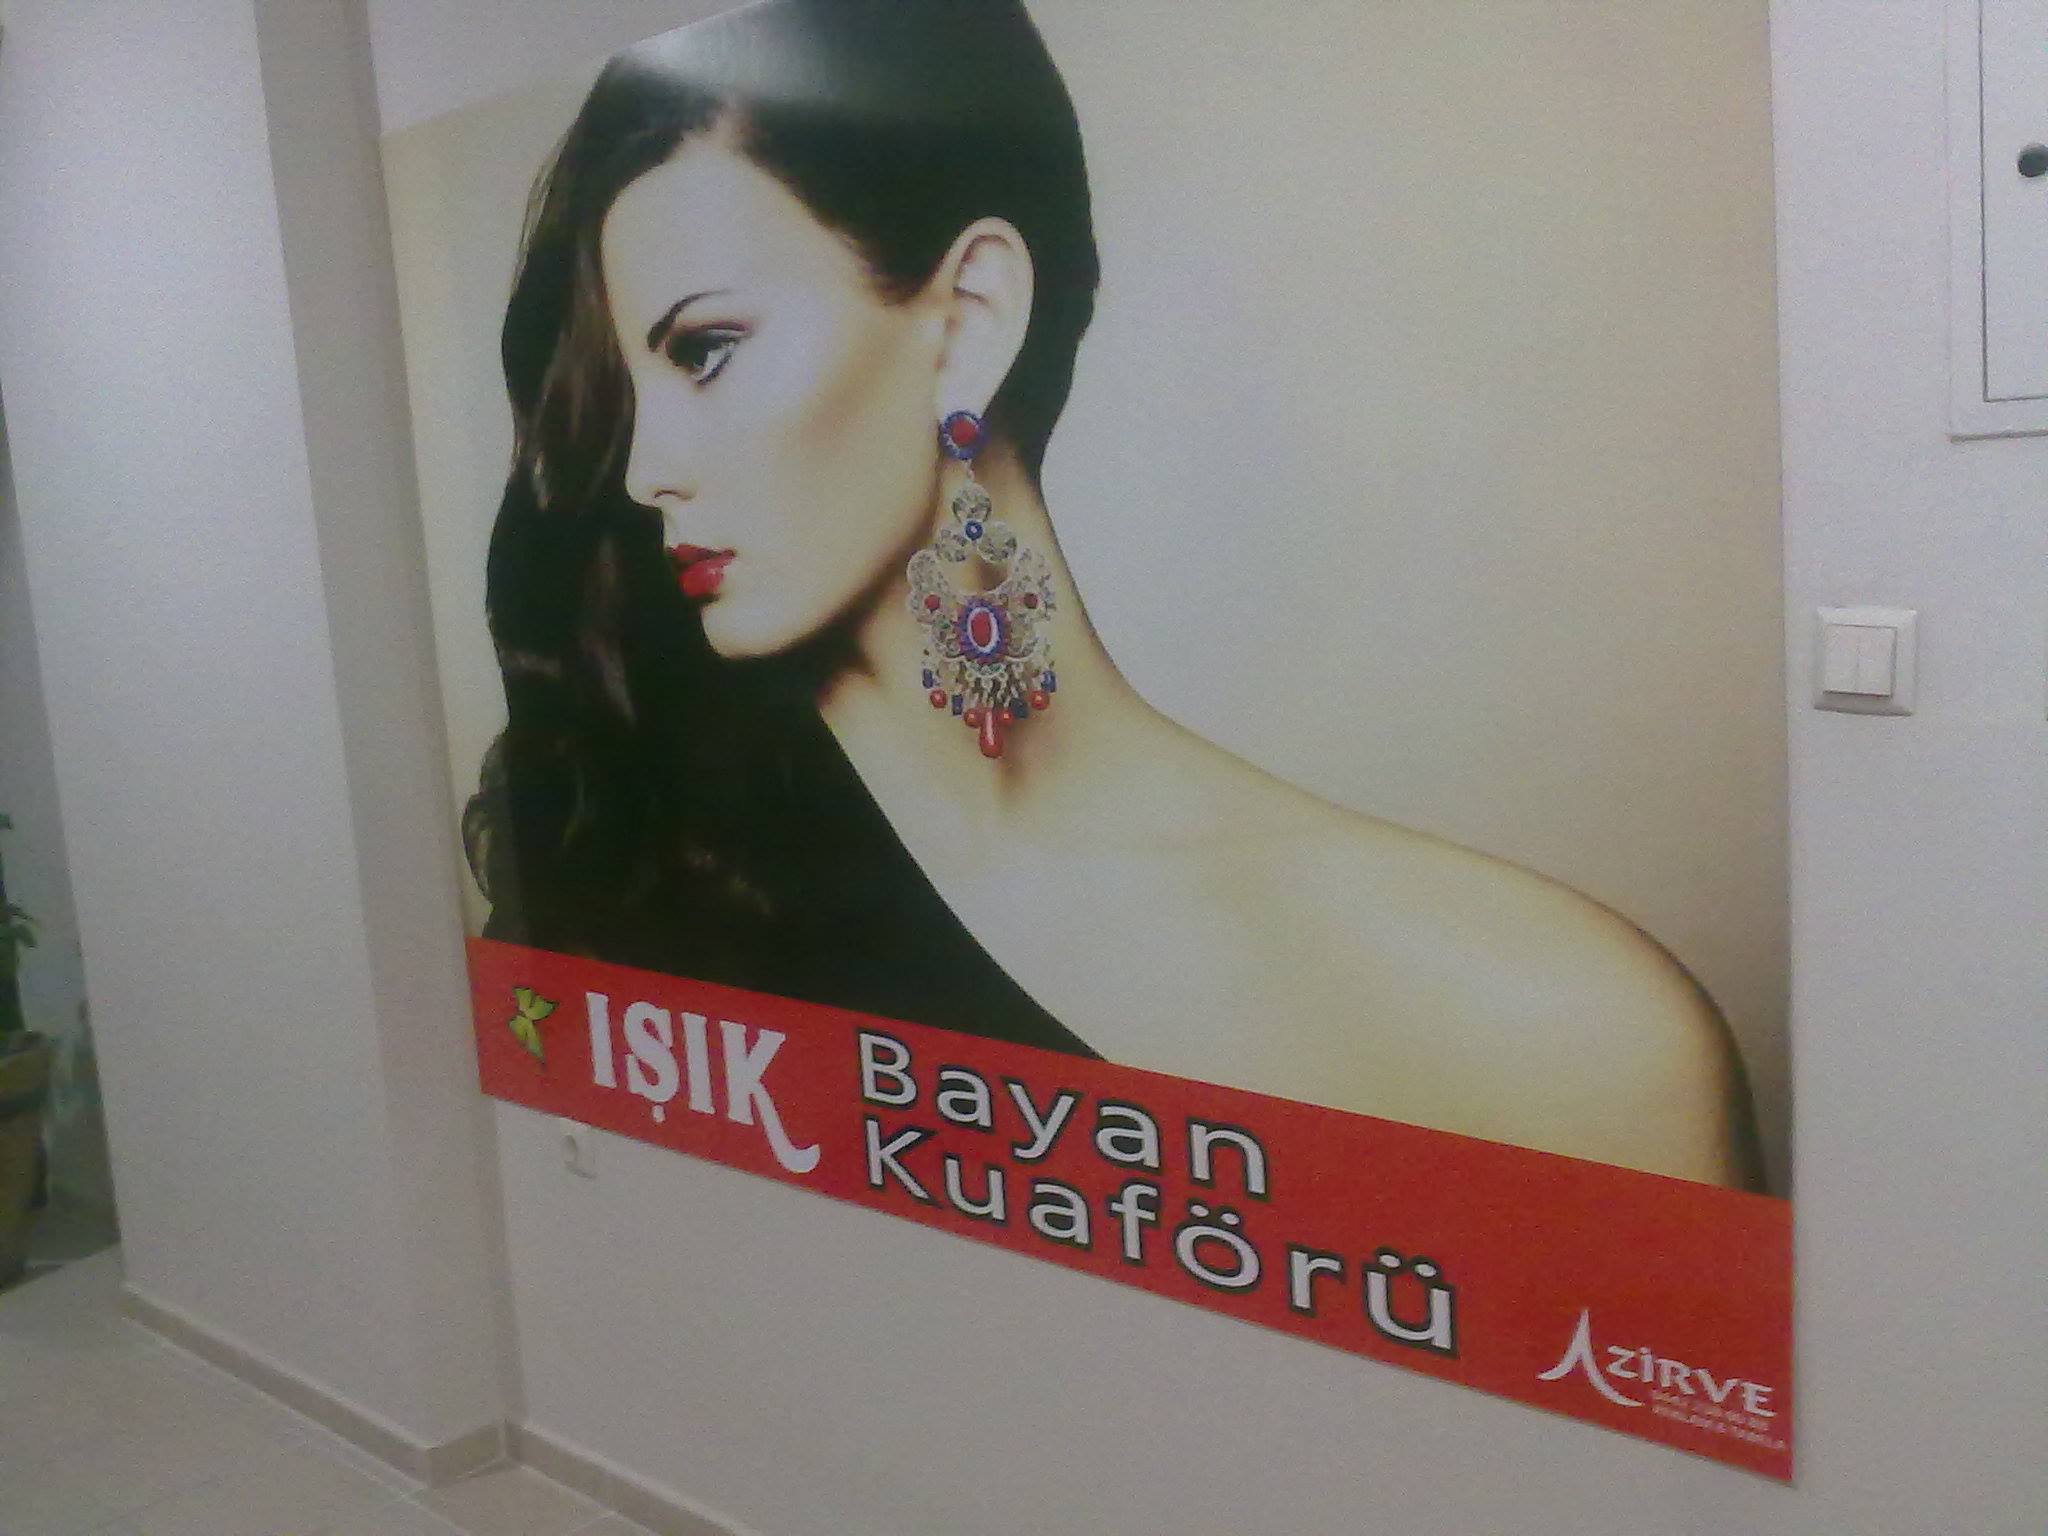 IŞIK
Bayan
Kuaförü
ZİRVE